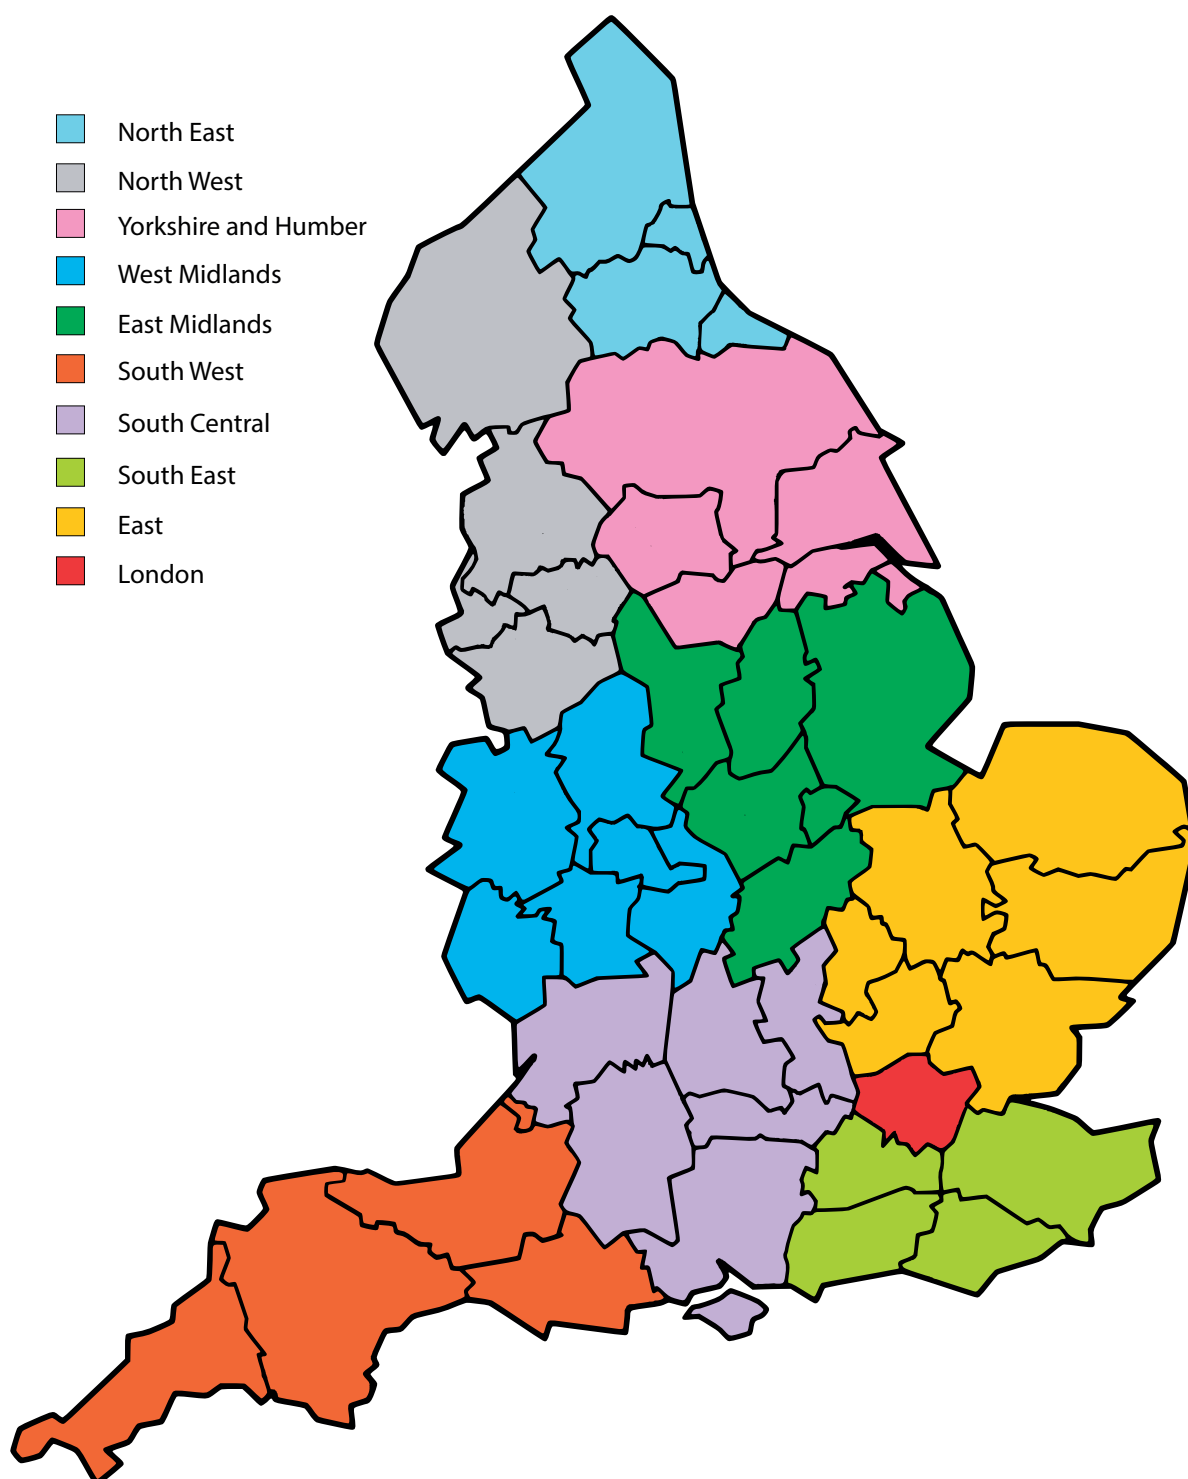 North East
North West
Yorkshire and Humber
West Midlands
East Midlands
South West
South Central
South East
East
London